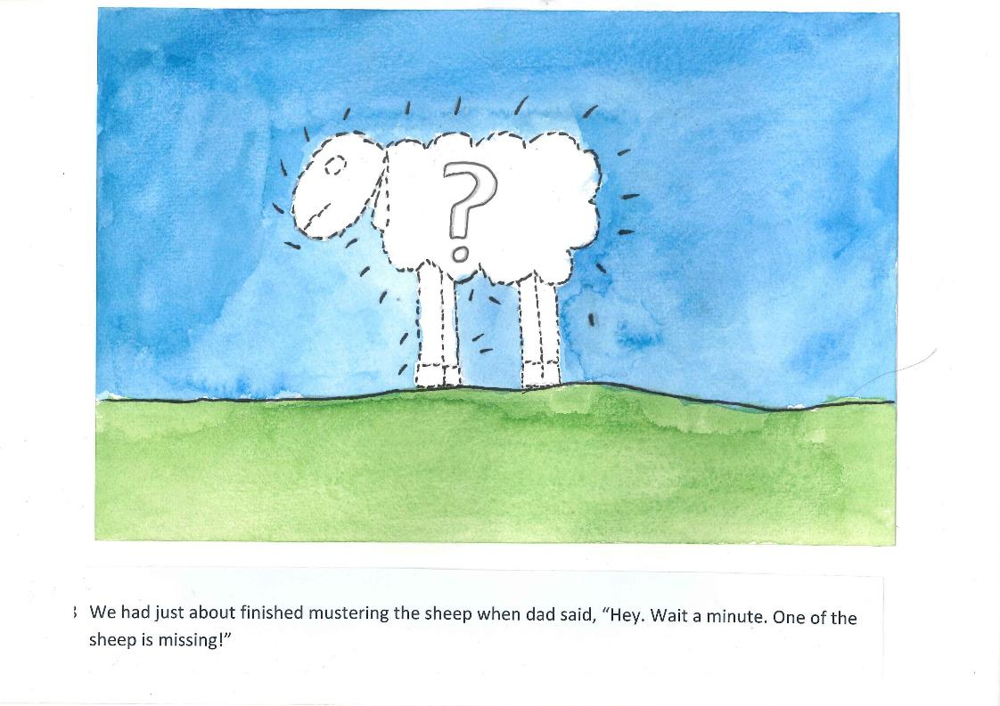 ?
We had just about finished mustering the sheep when dad said, “Hey. Wait a minute. One of the
sheep is missing!”